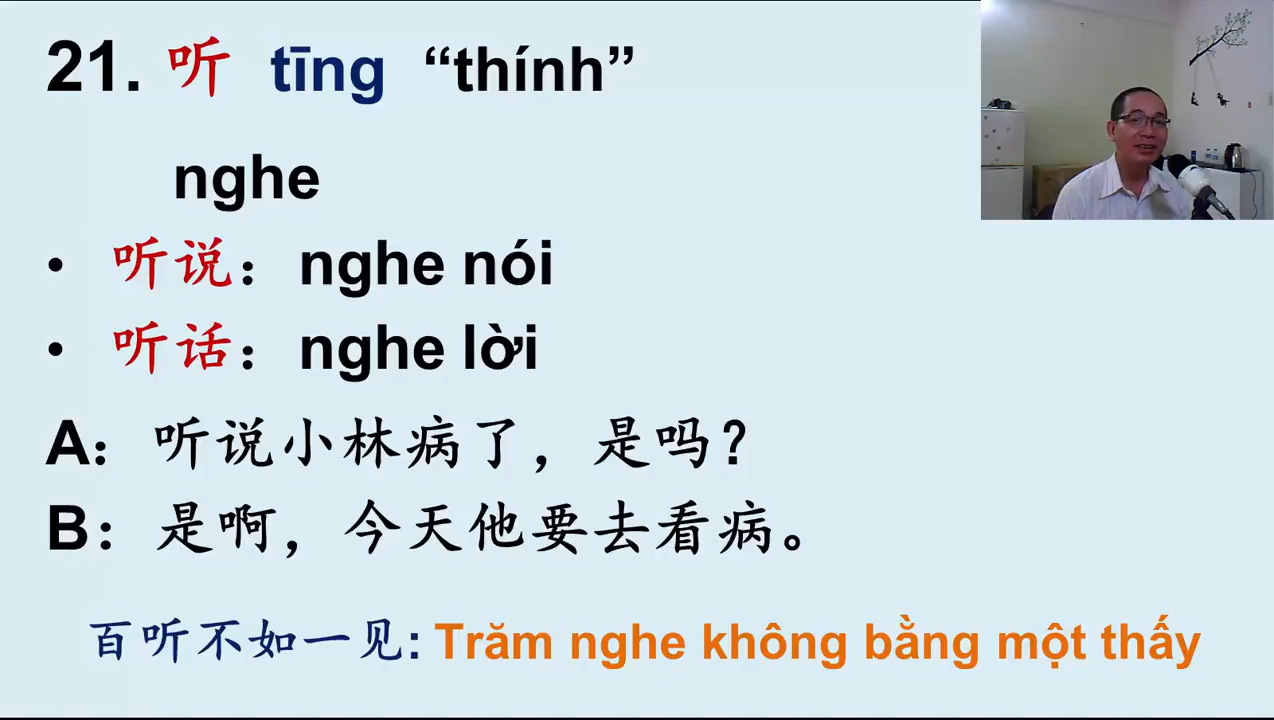 21. 听 tīng “thính”
nghe
• 听说：nghe nói
• 听话：nghe lời
A：听说小林病了，是吗？
B：是啊，今天他要去看病。
百听不如一见: Trăm nghe không bằng một thấy